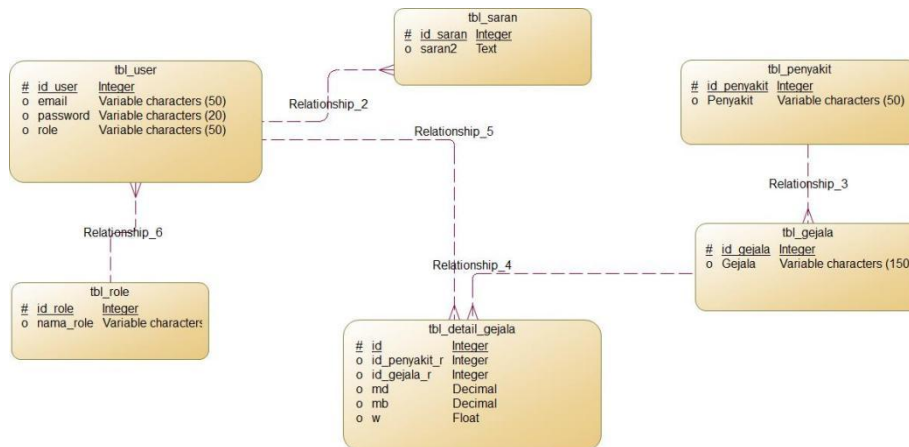 tbl_saran
# id_saran Integer
o saran2 Text
tbl_user
# id_user Integer
o email Variable characters (50)
o password Variable characters (20)
o role Variable characters (50)
Relationship_2
Relationship_5
tbl_penyakit
# id_penyakit Integer
o Penyakit Variable characters (50)
Relationship_3
Relationship_6
tbl_gejala
# id_gejala Integer
o Gejala Variable characters (150
Relationship_4
tbl_role
# id_role Integer
o nama_role Variable characters
tbl_detail_gejala
# id Integer
o id_penyakit_r Integer
o id_gejala_r Integer
o md Decimal
o mb Decimal
o w Float